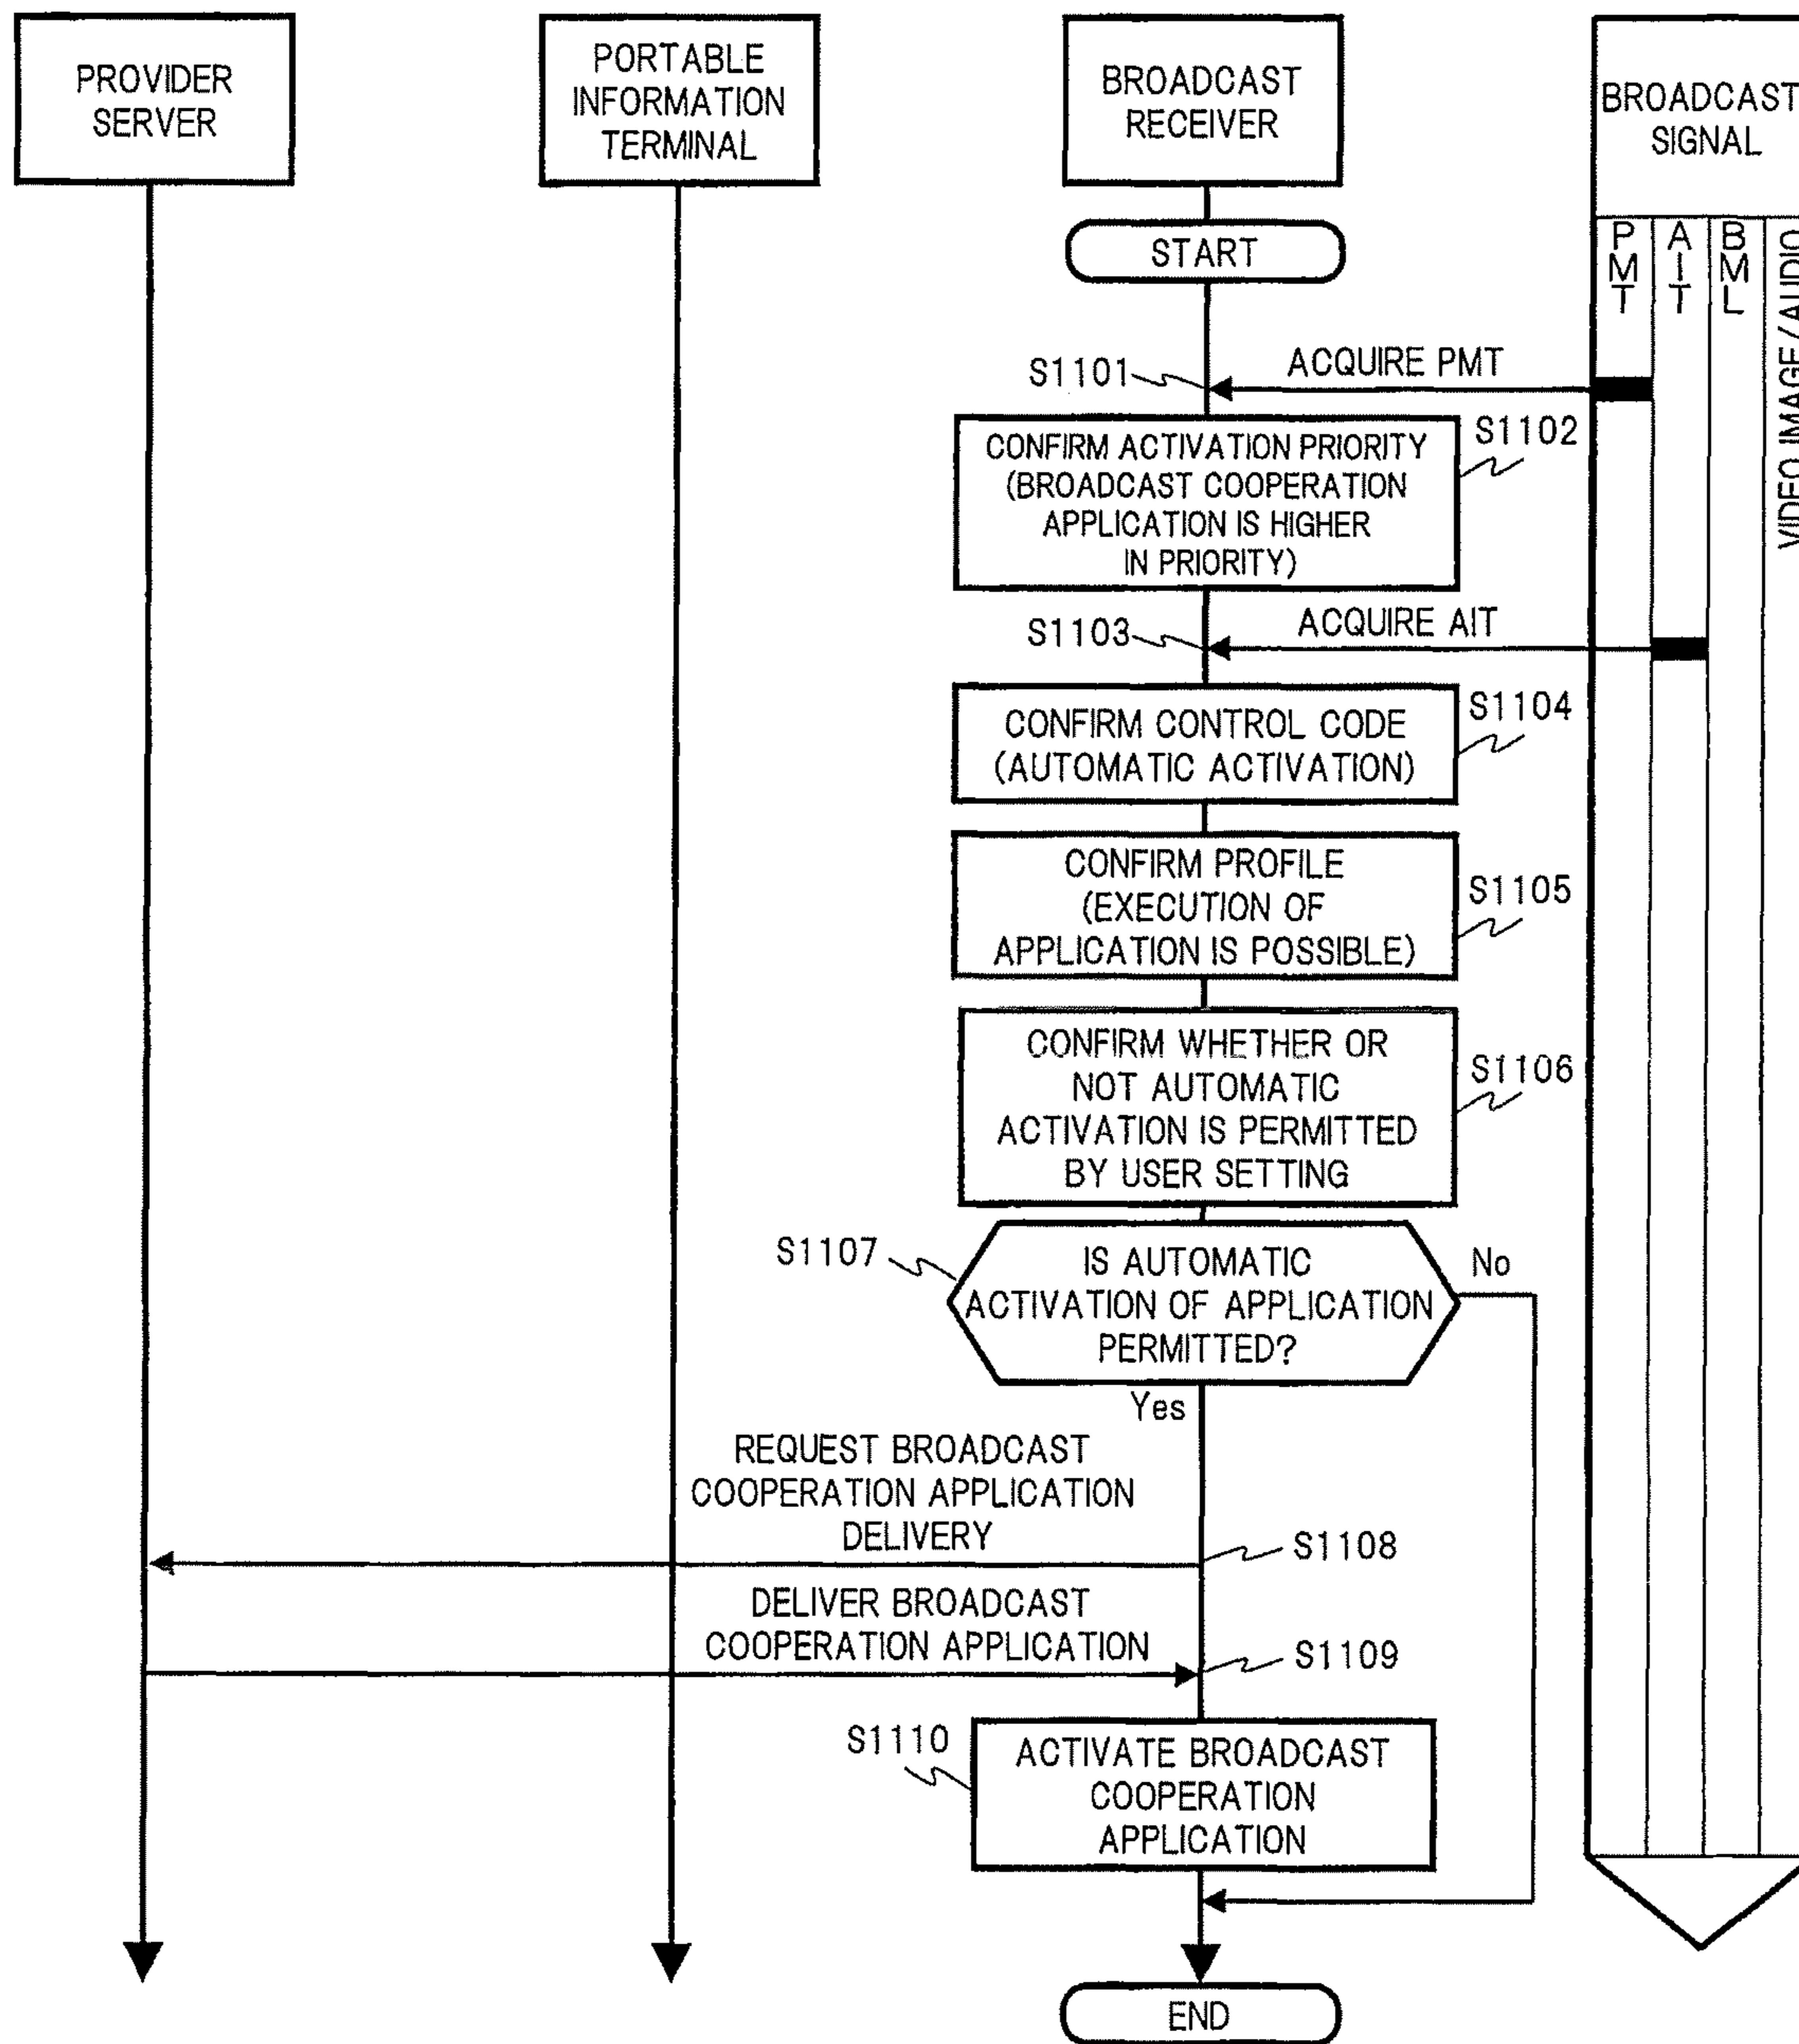 PROVIDER
SERVER
PORTABLE
INFORMATION
TERMINAL
BROADCAST
RECEIVER
BROADCAST
SIGNAL
START
PMT
AIT
BML
VIDEO IMAGE/AUDIO
S1101
ACQUIRE PMT
CONFIRM ACTIVATION PRIORITY
(BROADCAST COOPERATION
APPLICATION IS HIGHER
IN PRIORITY)
S1102
S1103
ACQUIRE AIT
CONFIRM CONTROL CODE
(AUTOMATIC ACTIVATION)
S1104
CONFIRM PROFILE
(EXECUTION OF
APPLICATION IS POSSIBLE)
S1105
CONFIRM WHETHER OR
NOT AUTOMATIC
ACTIVATION IS PERMITTED
BY USER SETTING
S1106
S1107
IS AUTOMATIC
ACTIVATION OF APPLICATION
PERMITTED?
No
Yes
REQUEST BROADCAST
COOPERATION APPLICATION
DELIVERY
S1108
DELIVER BROADCAST
COOPERATION APPLICATION
S1109
S1110
ACTIVATE BROADCAST
COOPERATION
APPLICATION
END